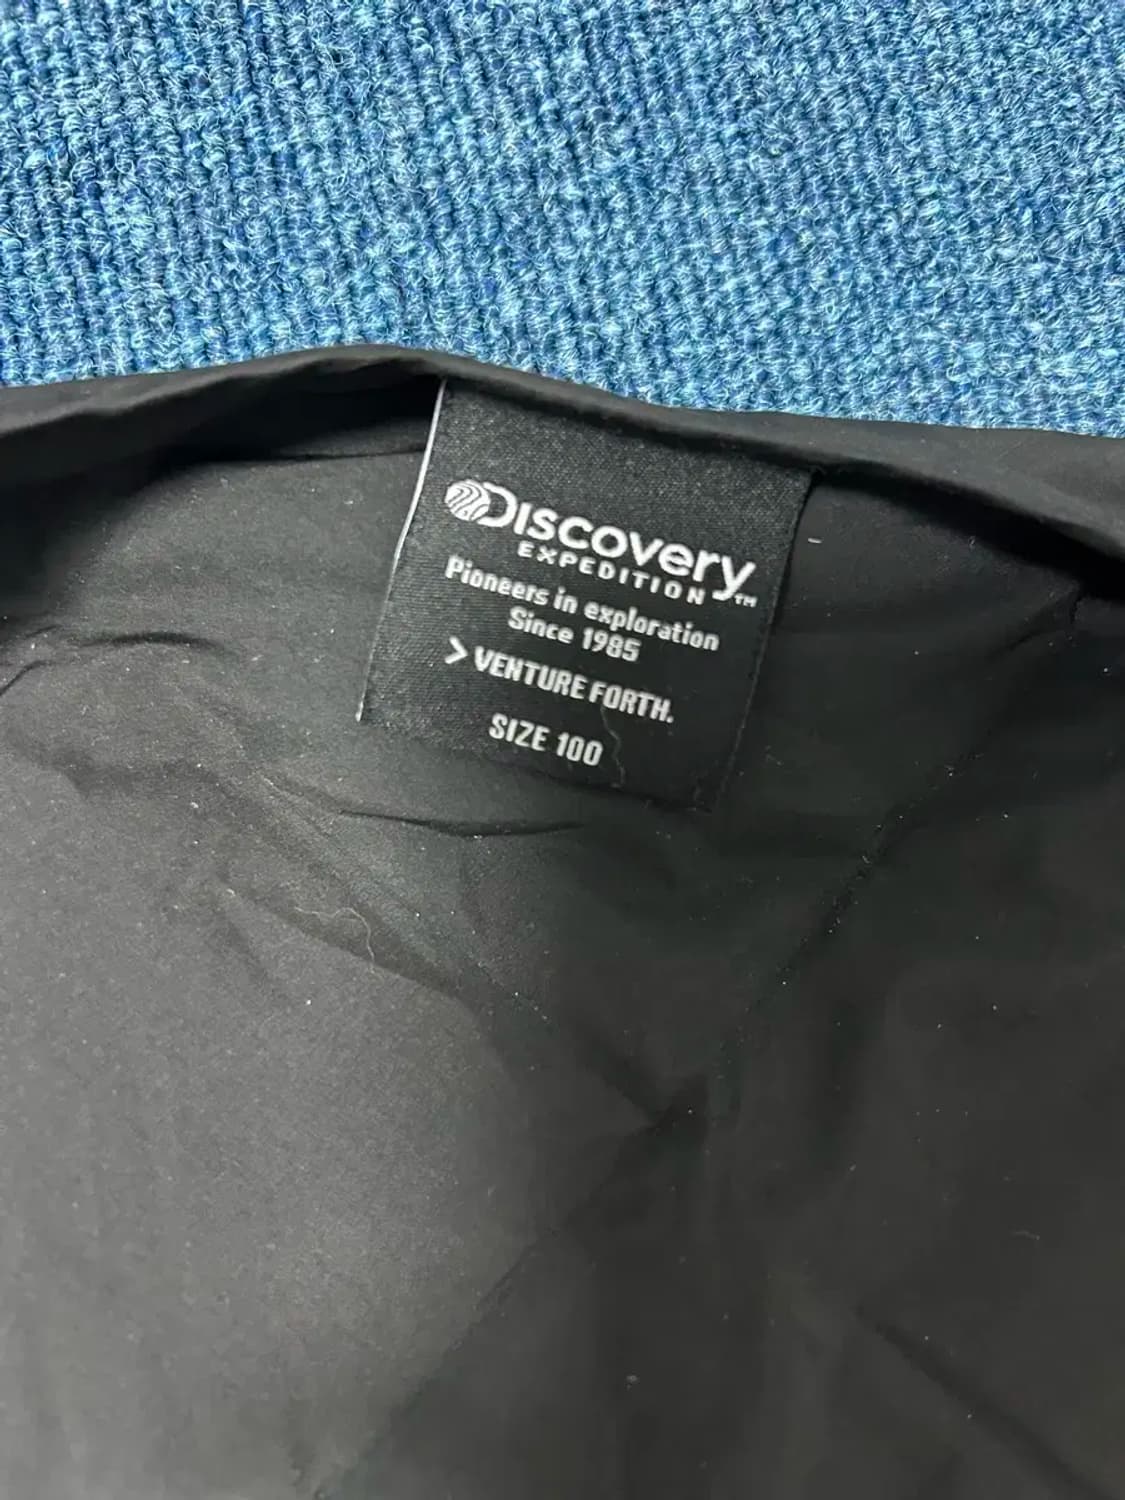 Discovery
EXPEDITION™
Pioneers in exploration
Since 1985
> VENTURE FORTH.
SIZE 100